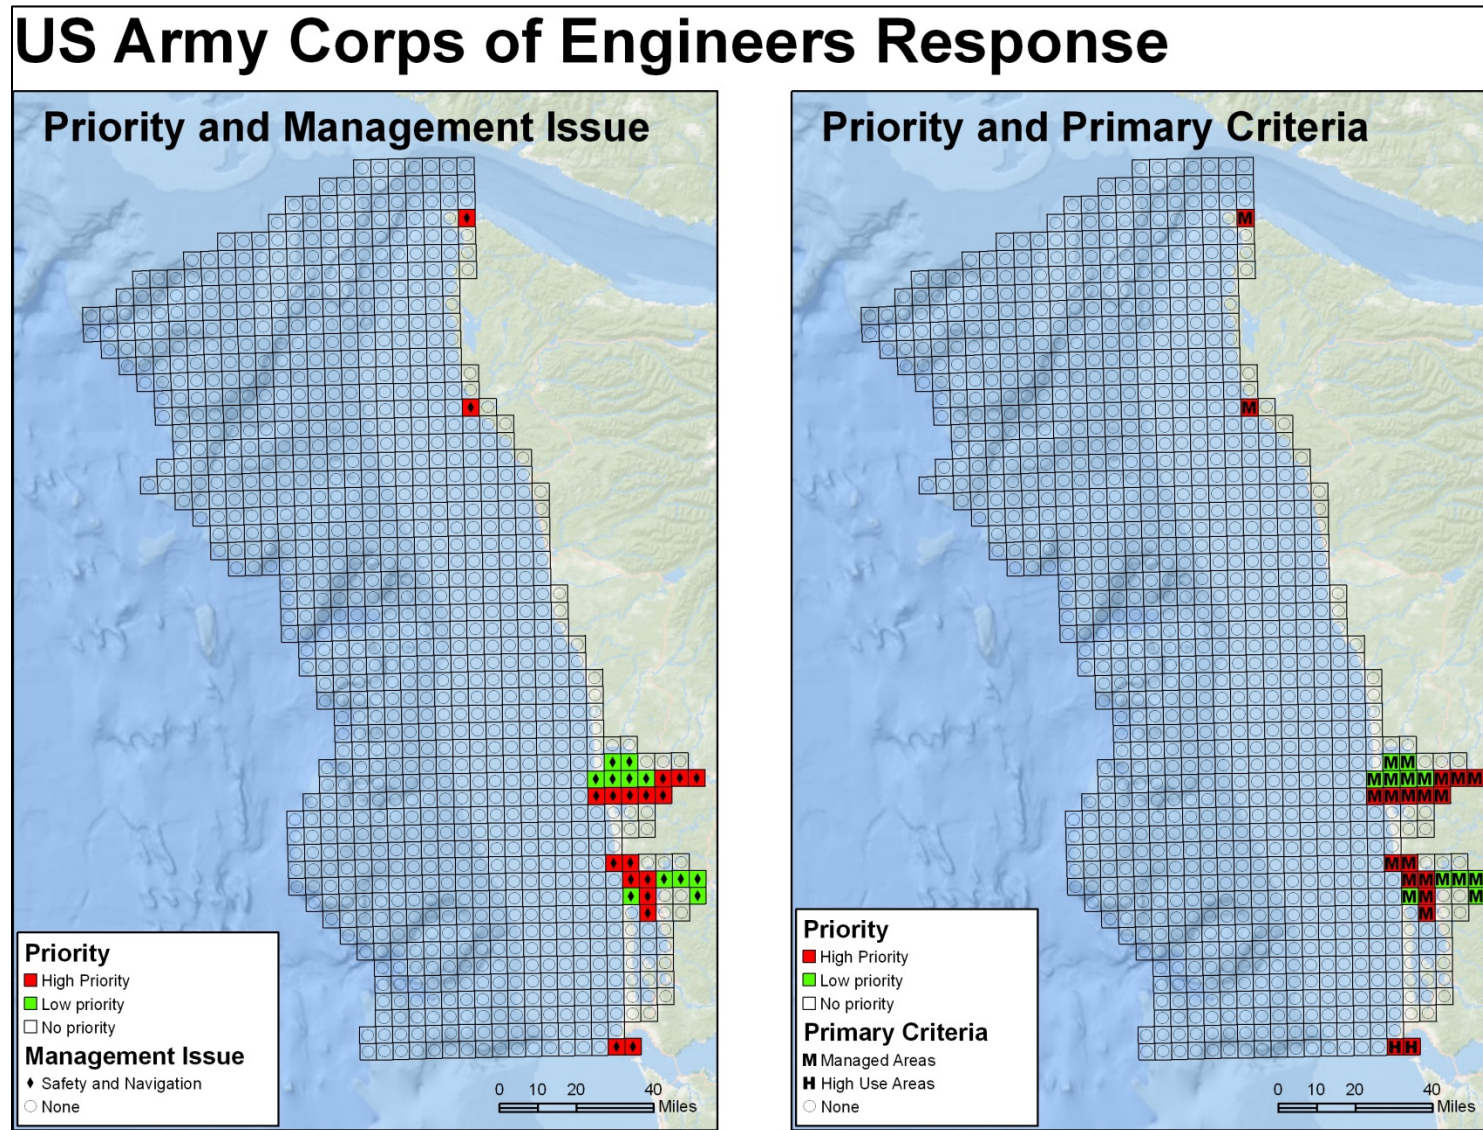 US Army Corps of Engineers Response
Priority and Management Issue
Priority
High Priority
Low priority
No priority
Management Issue
Safety and Navigation
None
0 10 20 40
Miles
Priority and Primary Criteria
M
M
M M
M M M M M M M
M M M M M
M M
M M M M M
M M M
M
H H
Priority
High Priority
Low priority
No priority
Primary Criteria
M Managed Areas
H High Use Areas
None
0 10 20 40
Miles